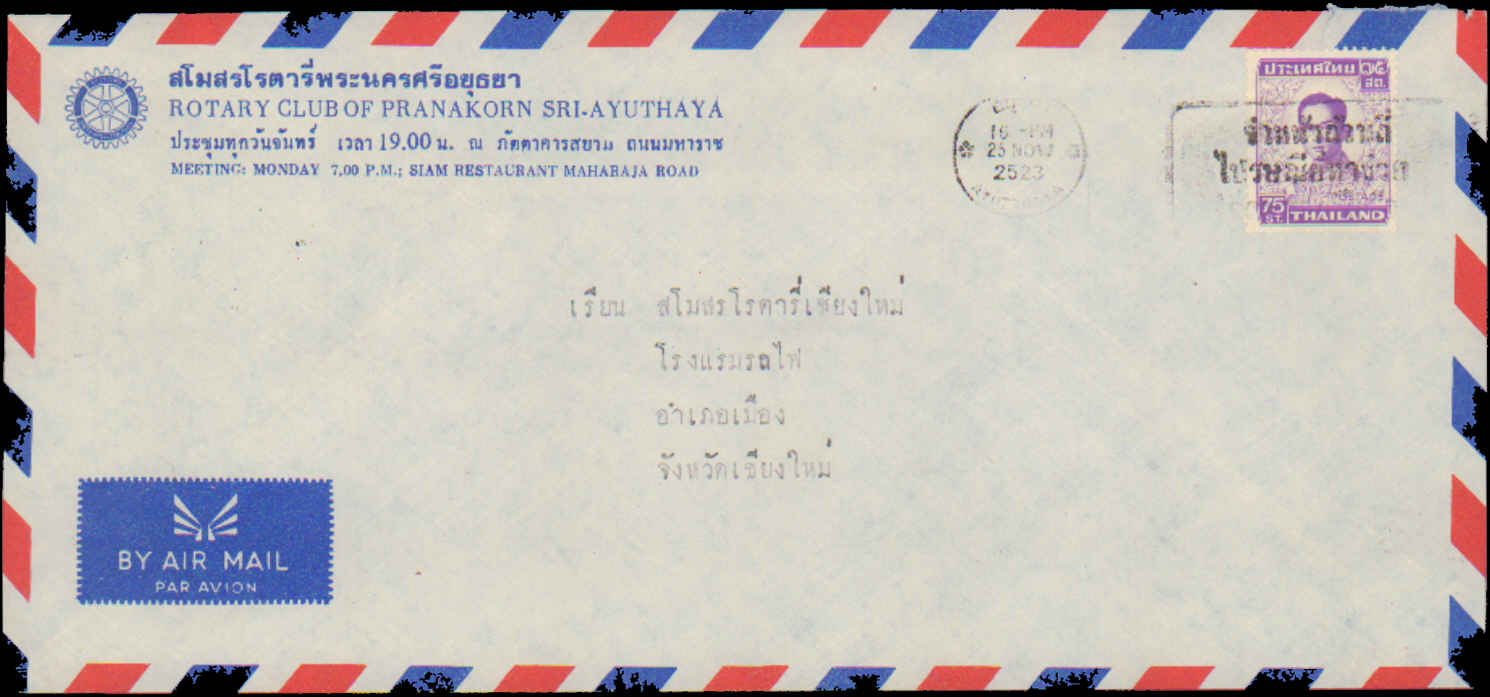 สโมสรโรตารี่พระนครศรีอยุธยา
ROTARY CLUB OF PRANAKORN SRI-AYUTHAYA
ประชุมทุกวันจันทร์ เวลา 19.00 น. ณ ภัตตาคารสยาม ถนนมหาราช
MEETING: MONDAY 7,00 P.M.; SIAM RESTAURANT MAHARAJA ROAD
25 NOV
2523
ประเทศไทย ๗๕
สต.
75
ST. THAILAND
เรียน สโมสรโรตารี่เชียงใหม่
โรงแรมรถไฟ
อำเภอเมือง
จังหวัดเชียงใหม่
BY AIR MAIL
PAR AVION